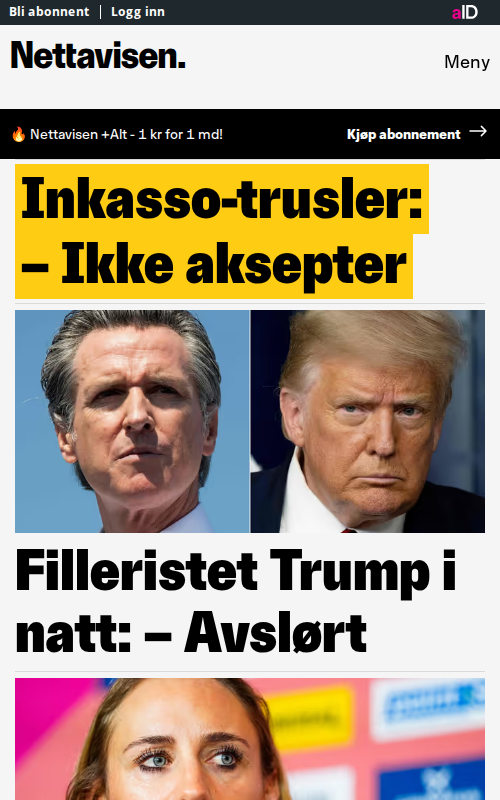 Bli abonnent | Logg inn
aID
Nettavisen.
Meny
🔥 Nettavisen +Alt - 1 kr for 1 md!
Kjøp abonnement →
Inkasso-trusler:
– Ikke aksepter
Filleristet Trump i
natt: – Avslørt